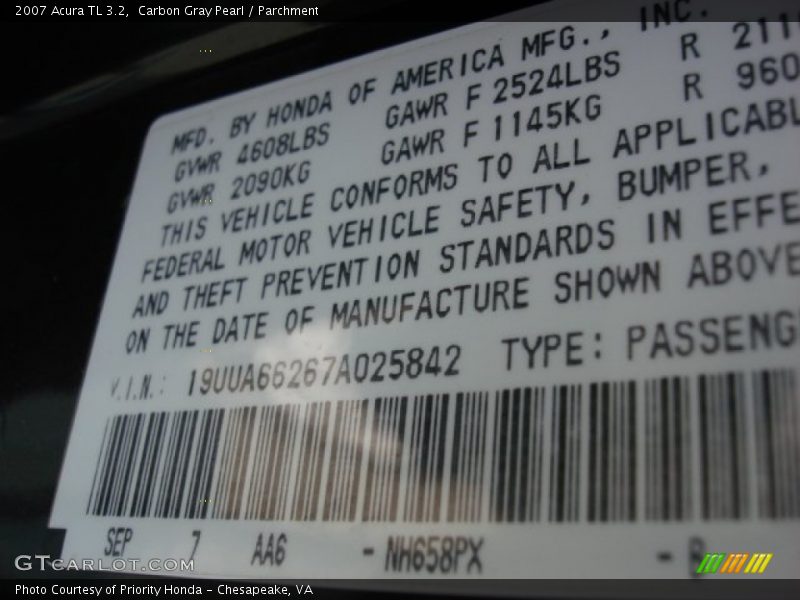 2007 Acura TL 3.2,  Carbon Gray Pearl / Parchment
MFD. BY HONDA OF AMERICA MFG., INC.
GVWR 4608LBS GAWR F 2524LBS R 211
GVWR 2090KG GAWR F 1145KG R 960
THIS VEHICLE CONFORMS TO ALL APPLICABL
FEDERAL MOTOR VEHICLE SAFETY, BUMPER,
AND THEFT PREVENTION STANDARDS IN EFFE
ON THE DATE OF MANUFACTURE SHOWN ABOVE
V.I.N.: 19UUA66267A025842 TYPE: PASSENG
SEP 7 AA6 - NH658PX - B
GTCARLOT.COM
Photo Courtesy of Priority Honda - Chesapeake, VA